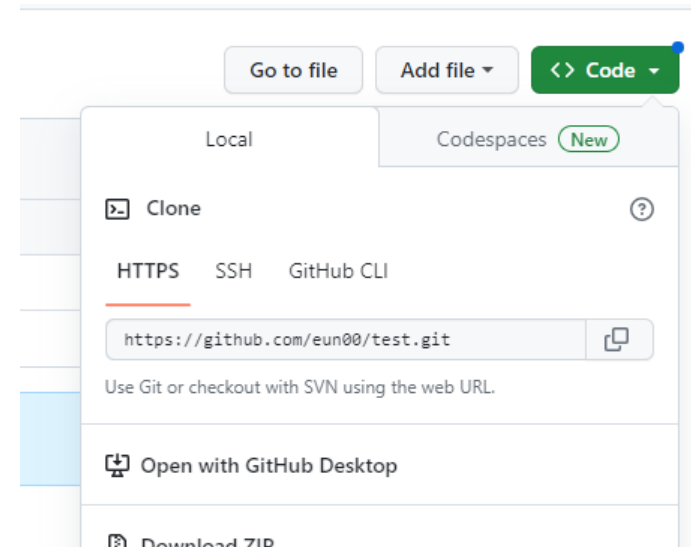 Go to file Add file <> Code
Local Codespaces New
Clone
HTTPS SSH GitHub CLI
https://github.com/eun00/test.git
Use Git or checkout with SVN using the web URL.
Open with GitHub Desktop
Download ZIP